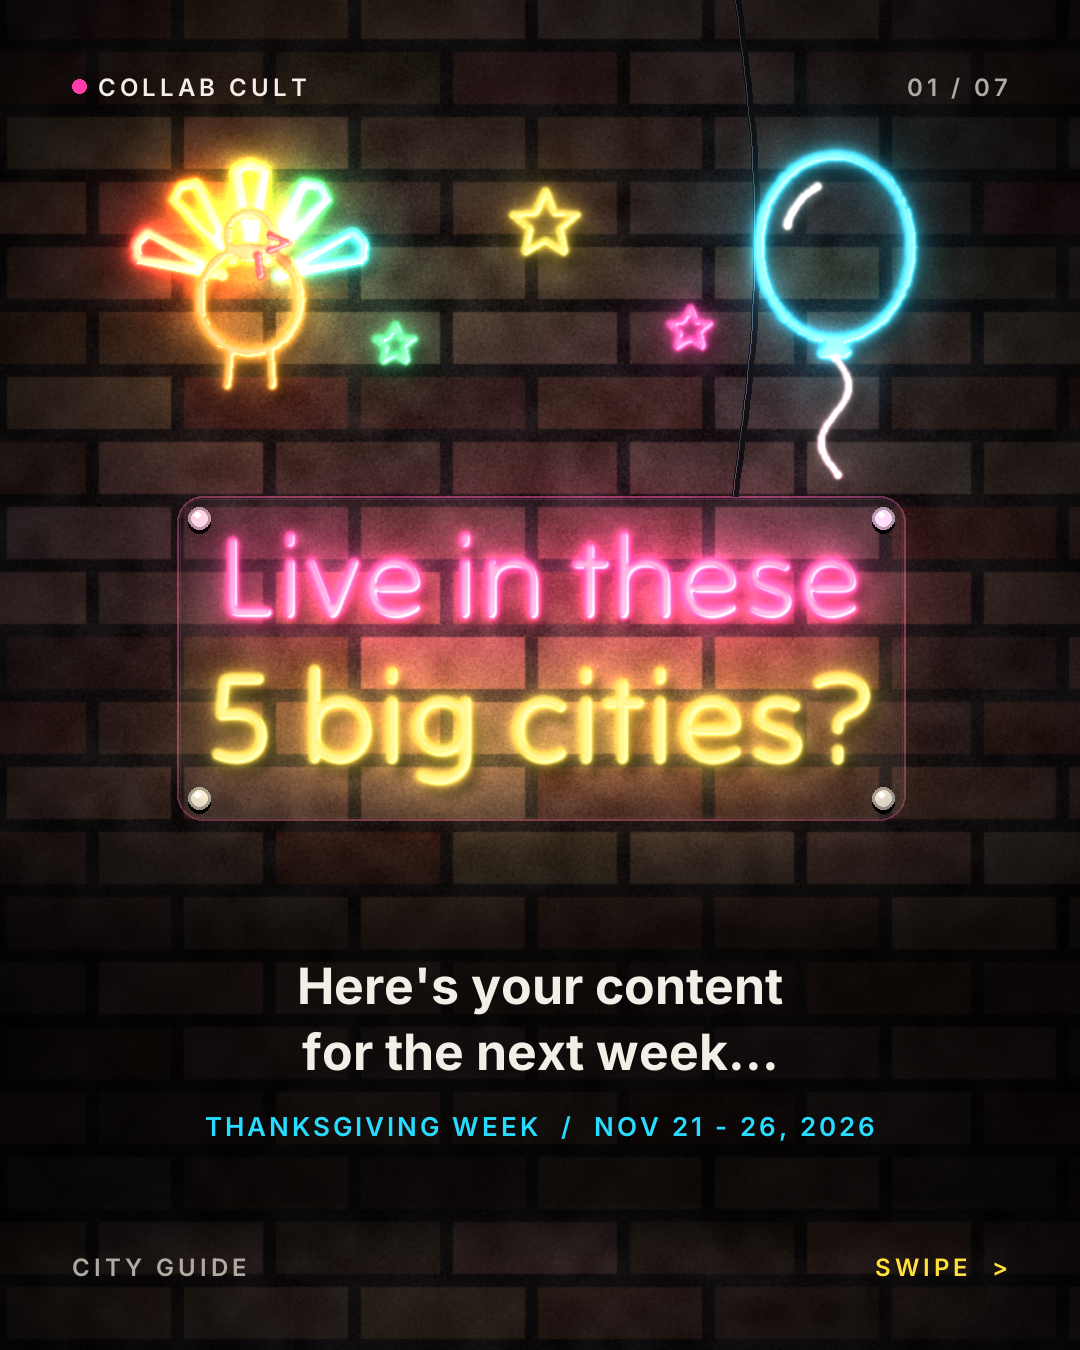 COLLAB CULT
01 / 07
Live in these
5 big cities?
Here's your content
for the next week...
THANKSGIVING WEEK / NOV 21 - 26, 2026
CITY GUIDE
SWIPE >